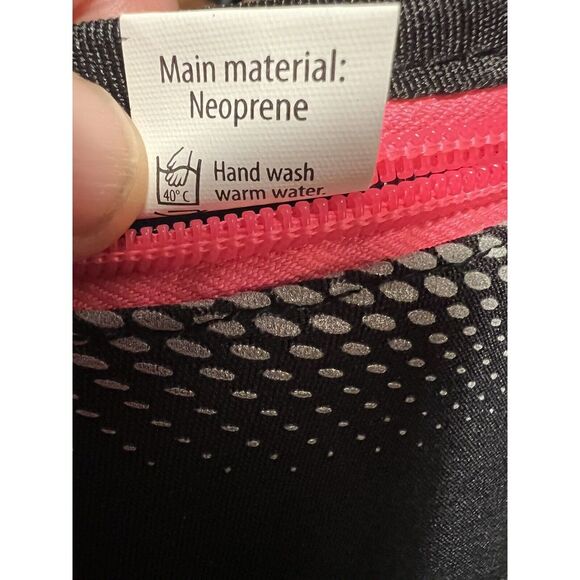 Main material:
Neoprene
Hand wash
40° C
warm water.